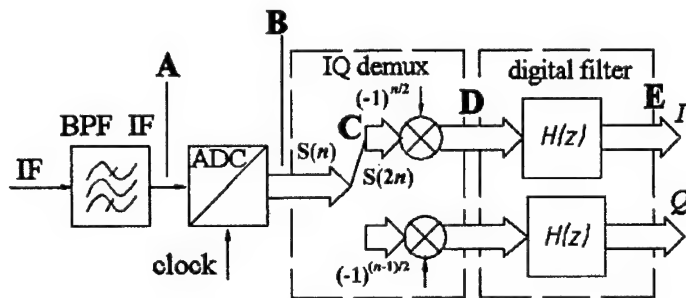 B
A
IQ demux
digital filter
(-1)^{n/2}
D
E
I
BPF IF
C
ADC
H(z)
IF
S(n)
S(2n)
Q
H(z)
clock
(-1)^{(n-1)/2}